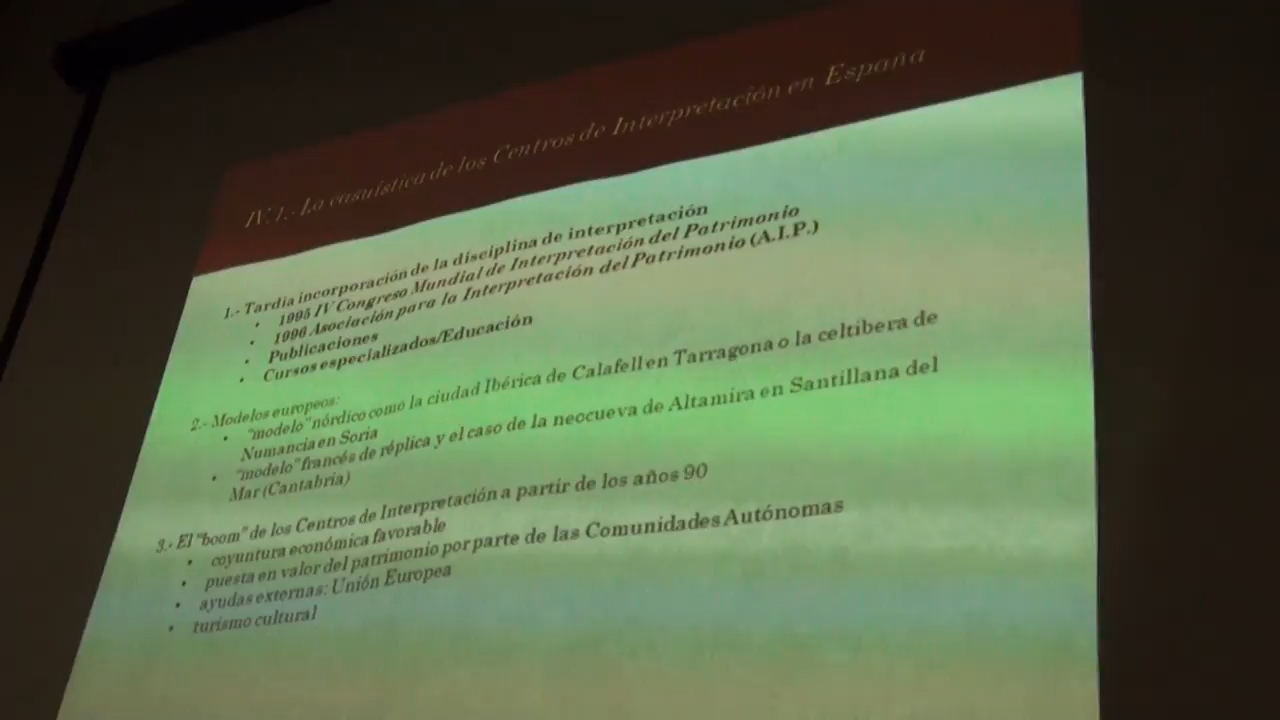 IV.1.- La casuística de los Centros de Interpretación en España
1.- Tardía incorporación de la disciplina de interpretación
• 1995 IV Congreso Mundial de Interpretación del Patrimonio
• 1996 Asociación para la Interpretación del Patrimonio (A.I.P.)
• Publicaciones
• Cursos especializados/Educación
2.- Modelos europeos:
• "modelo" nórdico como la ciudad Ibérica de Calafell en Tarragona o la celtíbera de
Numancia en Soria
• "modelo" francés de réplica y el caso de la neocueva de Altamira en Santillana del
Mar (Cantabria)
3.- El "boom" de los Centros de Interpretación a partir de los años 90
• coyuntura económica favorable
• puesta en valor del patrimonio por parte de las Comunidades Autónomas
• ayudas externas: Unión Europea
• turismo cultural